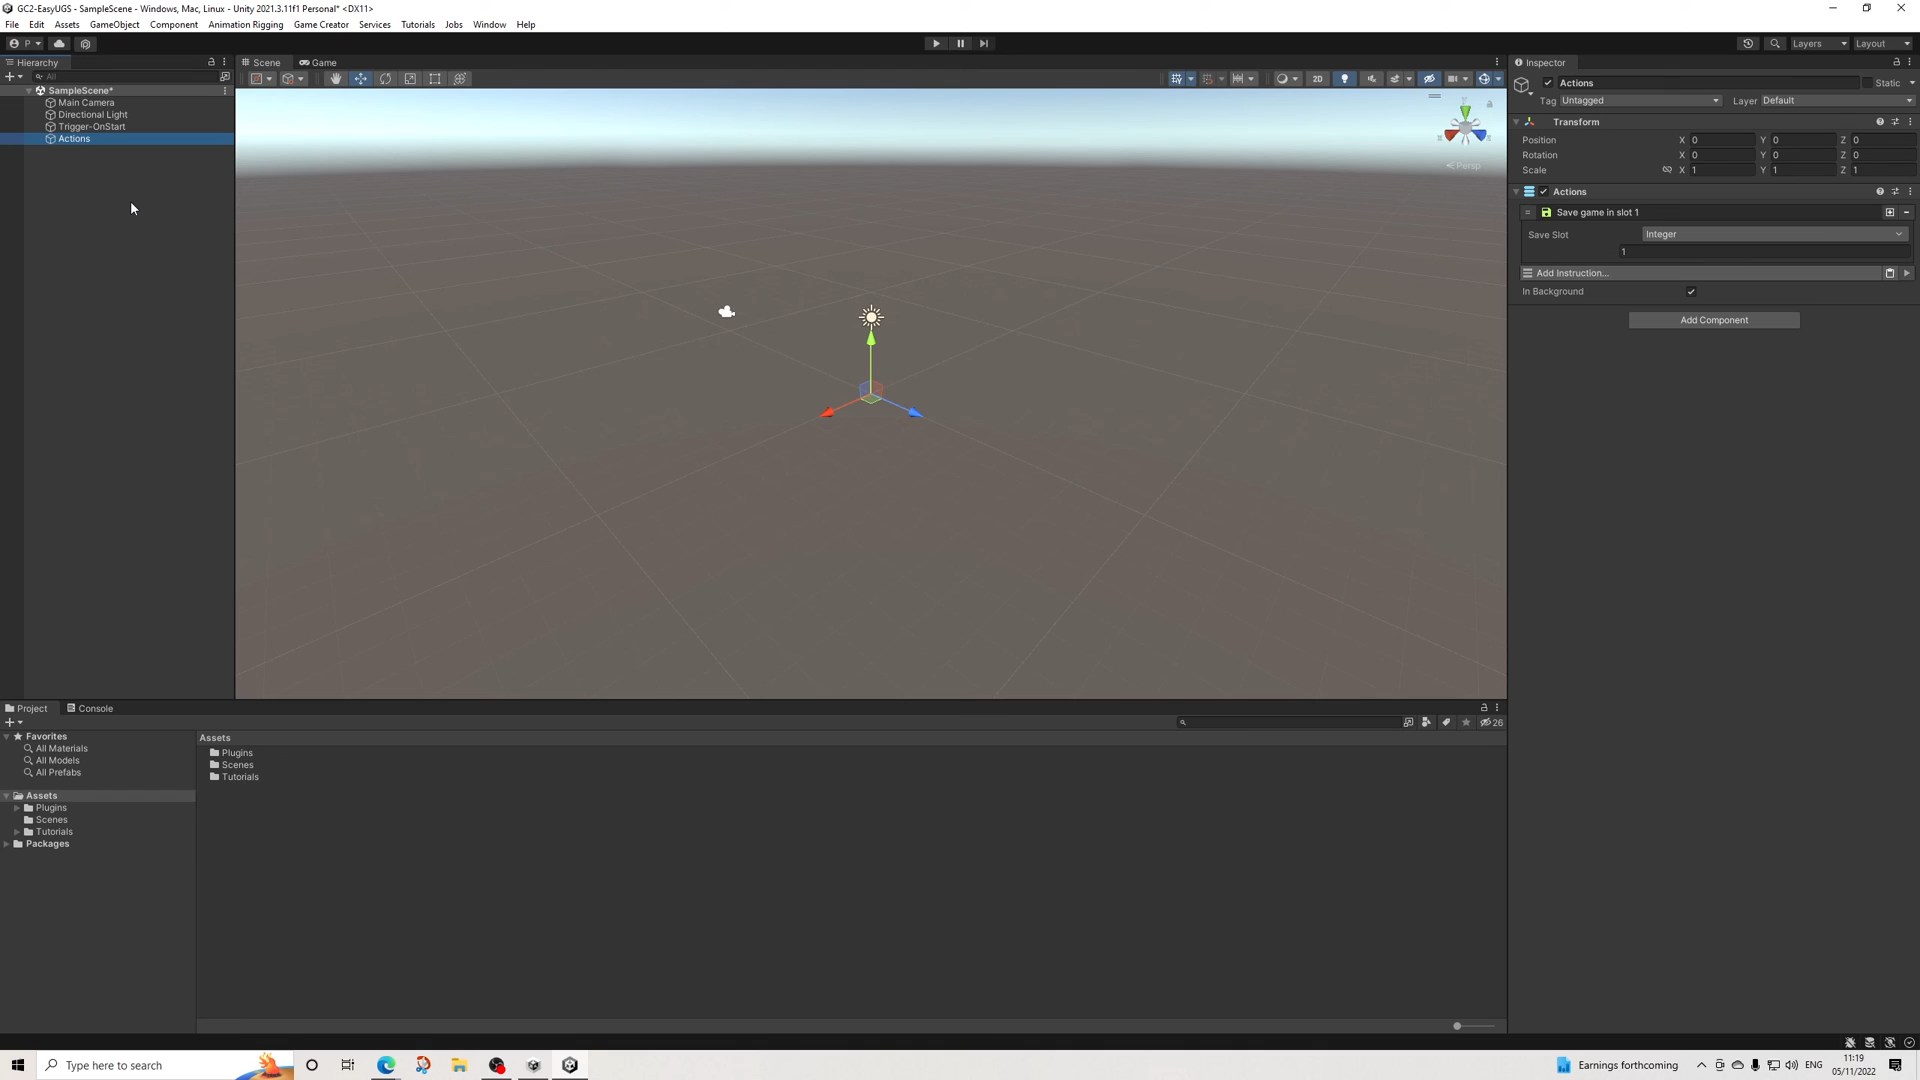 GC2-EasyUGS - SampleScene - Windows, Mac, Linux - Unity 2021.3.11f1 Personal* <DX11>
File Edit Assets GameObject Component Animation Rigging Game Creator Services Tutorials Jobs Window Help
P Layers Layout
Hierarchy
All
SampleScene*
Main Camera
Directional Light
Trigger-OnStart
Actions
Scene Game
2D
Persp
Inspector
Actions Static
Tag Untagged Layer Default
Transform
Position X 0 Y 0 Z 0
Rotation X 0 Y 0 Z 0
Scale X 1 Y 1 Z 1
Actions
Save game in slot 1
Save Slot Integer
1
Add Instruction...
In Background
Add Component
Project Console
26
Favorites
All Materials
All Models
All Prefabs
Assets
Plugins
Scenes
Tutorials
Packages
Assets
Plugins
Scenes
Tutorials
Type here to search
Earnings forthcoming
ENG
11:19
05/11/2022